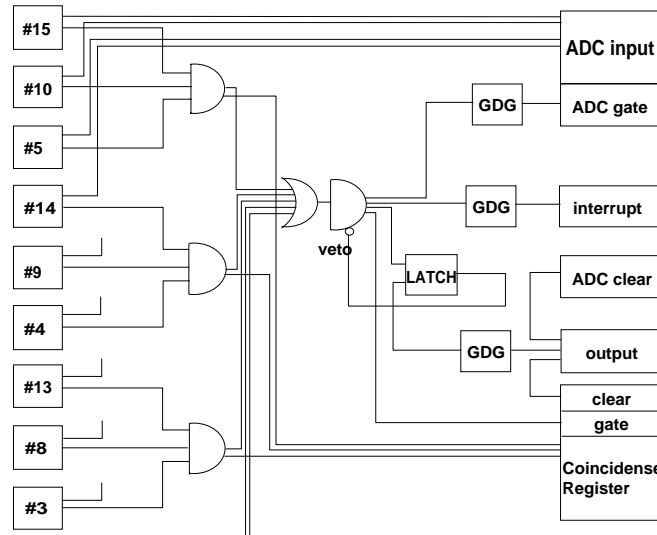 #15
ADC input
#10
GDG
ADC gate
#5
#14
GDG
interrupt
veto
#9
LATCH
ADC clear
#4
GDG
output
#13
clear
gate
#8
Coincidense
Register
#3